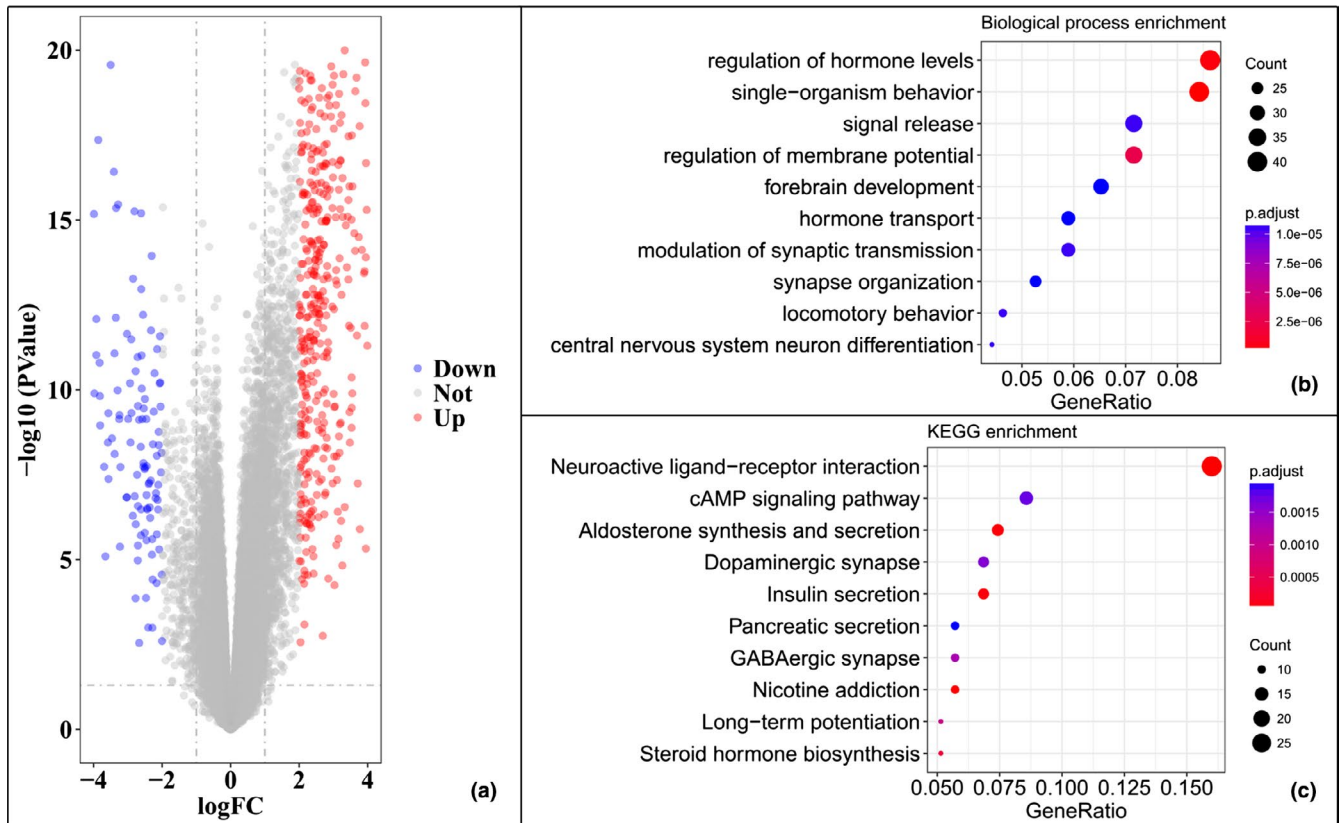 20
15
10
5
0
−log10 (PValue)
−4
−2
0
2
4
logFC
Down
Not
Up
(a)
Biological process enrichment
regulation of hormone levels
single−organism behavior
signal release
regulation of membrane potential
forebrain development
hormone transport
modulation of synaptic transmission
synapse organization
locomotory behavior
central nervous system neuron differentiation
0.05
0.06
0.07
0.08
GeneRatio
Count
25
30
35
40
p.adjust
1.0e−05
7.5e−06
5.0e−06
2.5e−06
(b)
KEGG enrichment
Neuroactive ligand−receptor interaction
cAMP signaling pathway
Aldosterone synthesis and secretion
Dopaminergic synapse
Insulin secretion
Pancreatic secretion
GABAergic synapse
Nicotine addiction
Long−term potentiation
Steroid hormone biosynthesis
0.050
0.075
0.100
0.125
0.150
GeneRatio
p.adjust
0.0015
0.0010
0.0005
Count
10
15
20
25
(c)